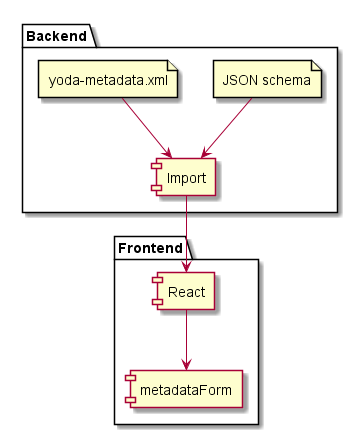 Backend
yoda-metadata.xml
JSON schema
Import
Frontend
React
metadataForm